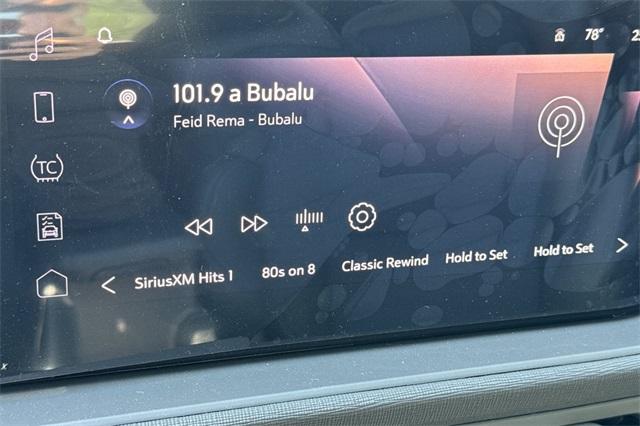 78°
101.9 a Bubalu
Feid Rema - Bubalu
TC
SiriusXM Hits 1 80s on 8 Classic Rewind Hold to Set Hold to Set